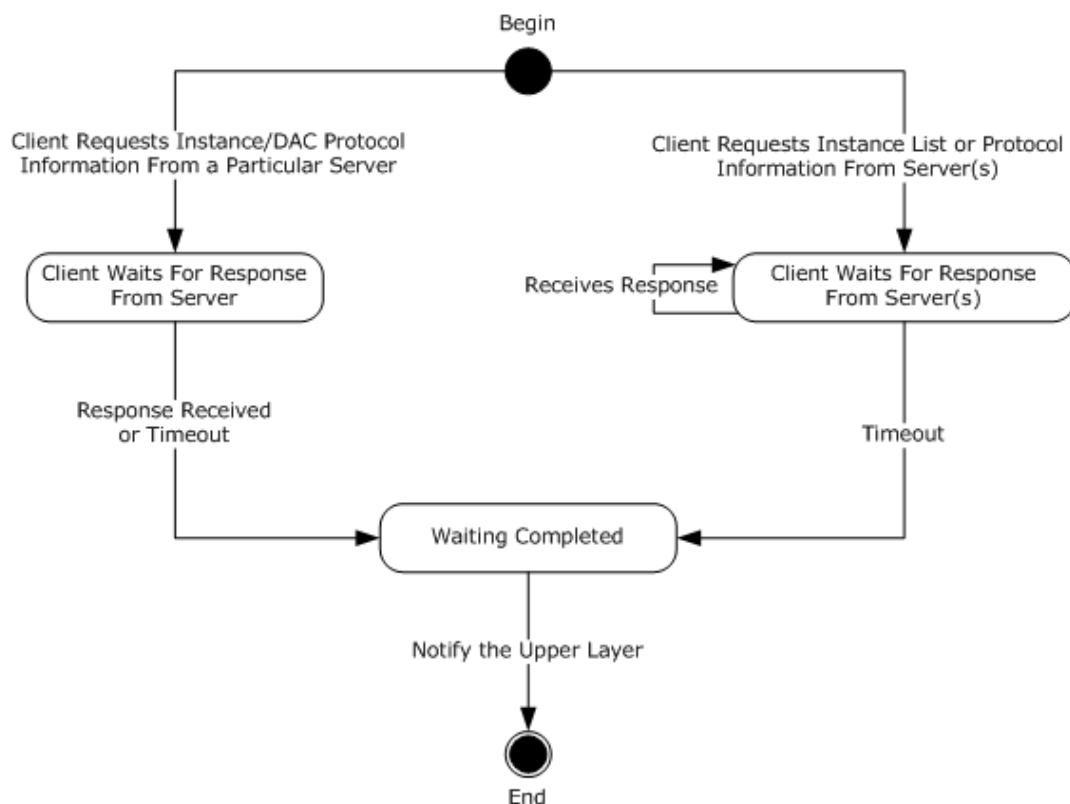 Begin
Client Requests Instance/DAC Protocol
Information From a Particular Server
Client Requests Instance List or Protocol
Information From Server(s)
Client Waits For Response
From Server
Receives Response
Client Waits For Response
From Server(s)
Response Received
or Timeout
Timeout
Waiting Completed
Notify the Upper Layer
End